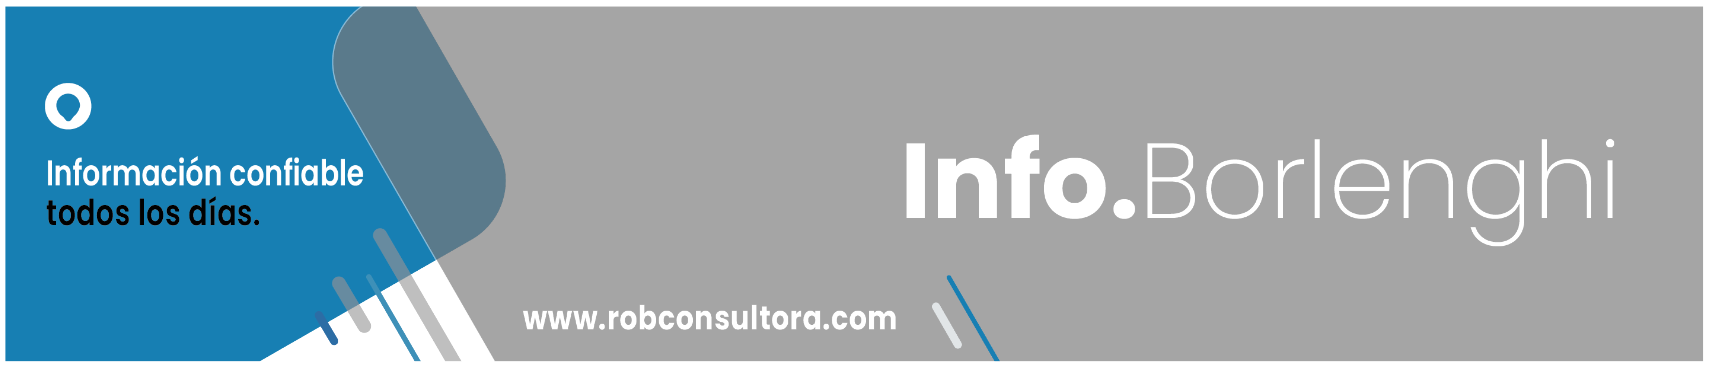 Información confiable
todos los días.
Info.Borlenghi
www.robconsultora.com